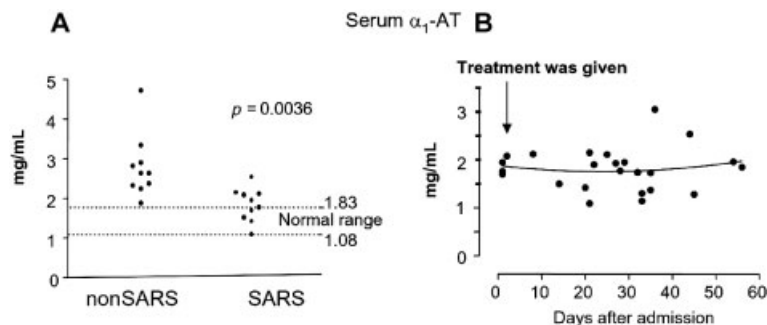 Serum α₁-AT
A
5
4
3
2
1
0
mg/mL
p = 0.0036
1.83
Normal range
1.08
nonSARS
SARS
B
Treatment was given
3
2
1
0
mg/mL
0 10 20 30 40 50 60
Days after admission